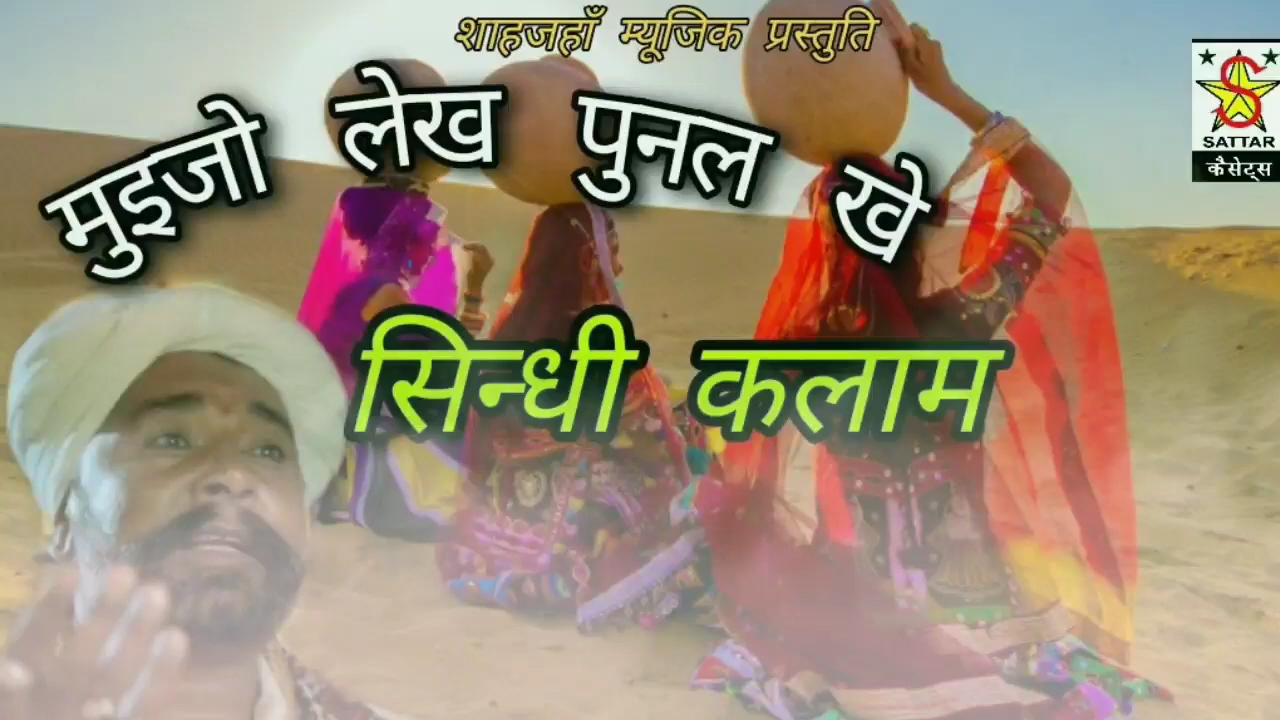 शाहजहाँ म्यूजिक प्रस्तुति
मुइजो लेख पुनल खे
सिन्धी कलाम
S
SATTAR
कैसेट्स